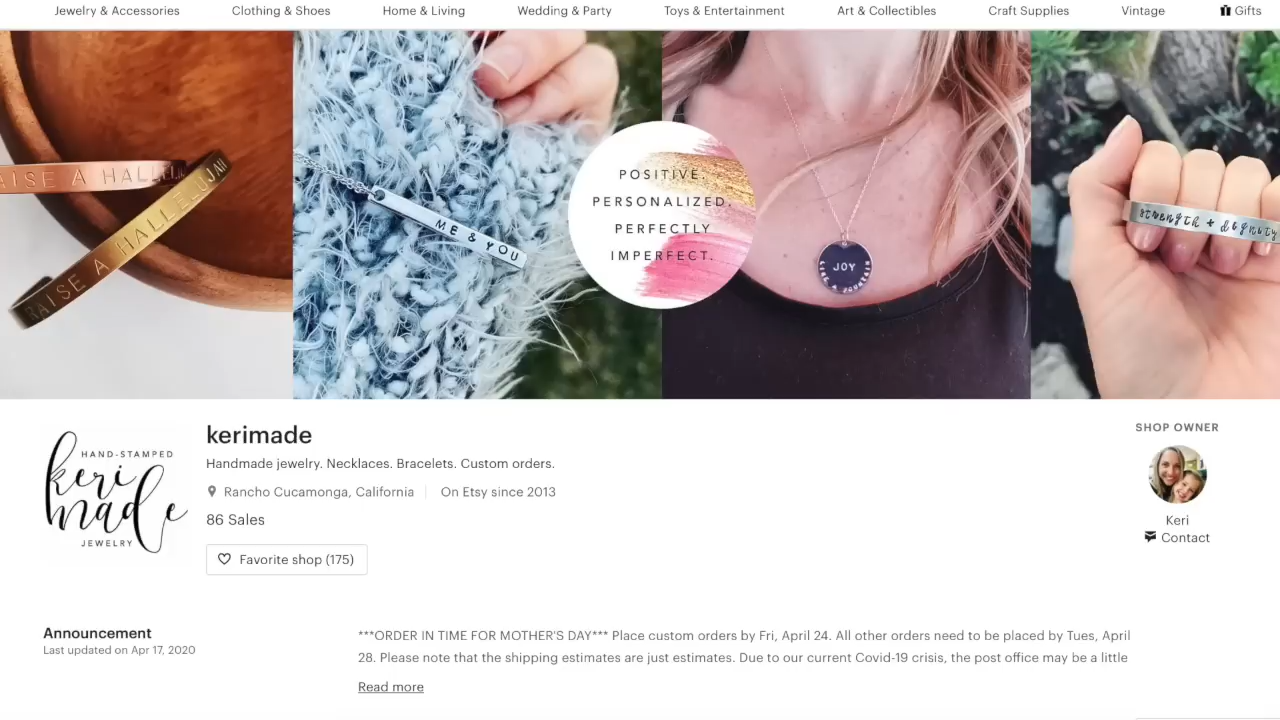 Jewelry & Accessories Clothing & Shoes Home & Living Wedding & Party Toys & Entertainment Art & Collectibles Craft Supplies Vintage Gifts
AISE A HALLELU
RAISE A HALLELUJAH
ME & YOU
POSITIVE.
PERSONALIZED.
PERFECTLY
IMPERFECT.
JOY
strength + dignity
HAND-STAMPED
keri
made
JEWELRY
kerimade
Handmade jewelry. Necklaces. Bracelets. Custom orders.
Rancho Cucamonga, California On Etsy since 2013
86 Sales
Favorite shop (175)
SHOP OWNER
Keri
Contact
Announcement
Last updated on Apr 17, 2020
***ORDER IN TIME FOR MOTHER'S DAY*** Place custom orders by Fri, April 24. All other orders need to be placed by Tues, April
28. Please note that the shipping estimates are just estimates. Due to our current Covid-19 crisis, the post office may be a little
Read more